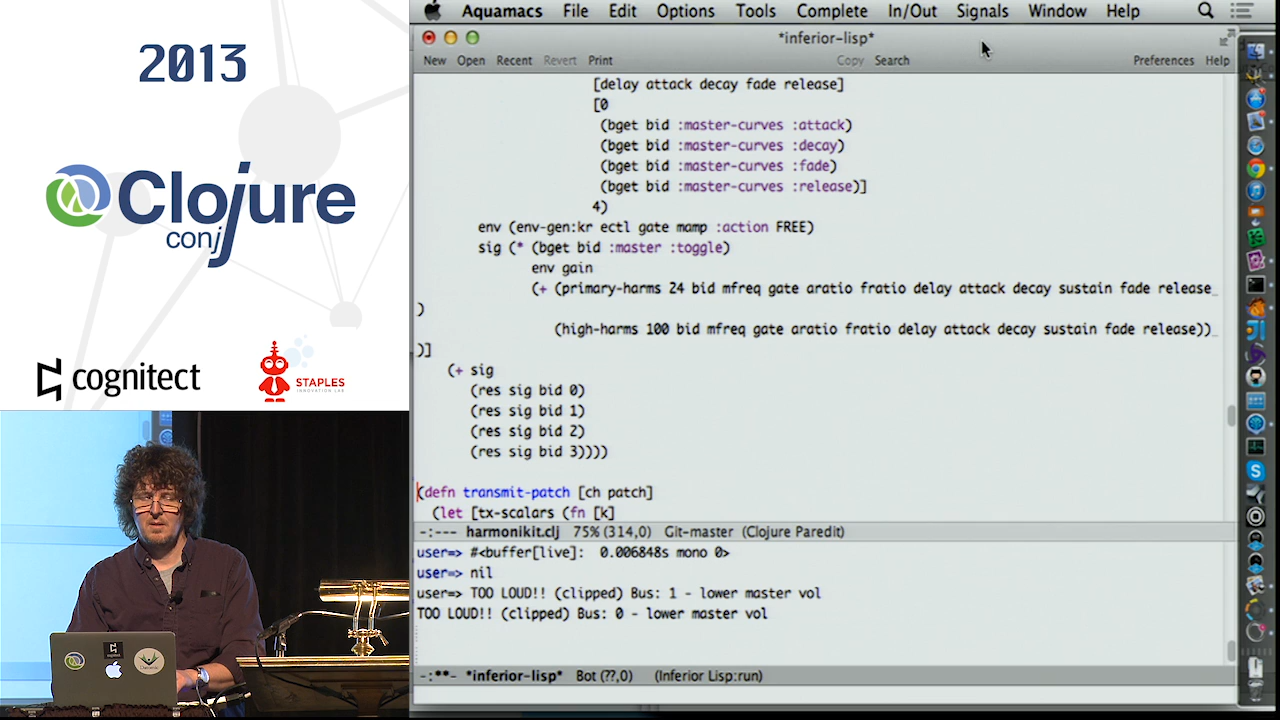 2013
Clojure
conj
cognitect
STAPLES
INNOVATION LAB
Aquamacs File Edit Options Tools Complete In/Out Signals Window Help
*inferior-lisp*
New Open Recent Revert Print Copy Search Preferences Help
[delay attack decay fade release]
[0
(bget bid :master-curves :attack)
(bget bid :master-curves :decay)
(bget bid :master-curves :fade)
(bget bid :master-curves :release)]
4)
env (env-gen:kr ectl gate mamp :action FREE)
sig (* (bget bid :master :toggle)
env gain
(+ (primary-harms 24 bid mfreq gate aratio fratio delay attack decay sustain fade release
)
(high-harms 100 bid mfreq gate aratio fratio delay attack decay sustain fade release))
)]
(+ sig
(res sig bid 0)
(res sig bid 1)
(res sig bid 2)
(res sig bid 3))))
(defn transmit-patch [ch patch]
(let [tx-scalars (fn [k]
-:--- harmonikit.clj 75% (314,0) Git-master (Clojure Paredit)
user=> #<buffer[live]: 0.006848s mono 0>
user=> nil
user=> TOO LOUD!! (clipped) Bus: 1 - lower master vol
TOO LOUD!! (clipped) Bus: 0 - lower master vol
-:**- *inferior-lisp* Bot (??,0) (Inferior Lisp:run)